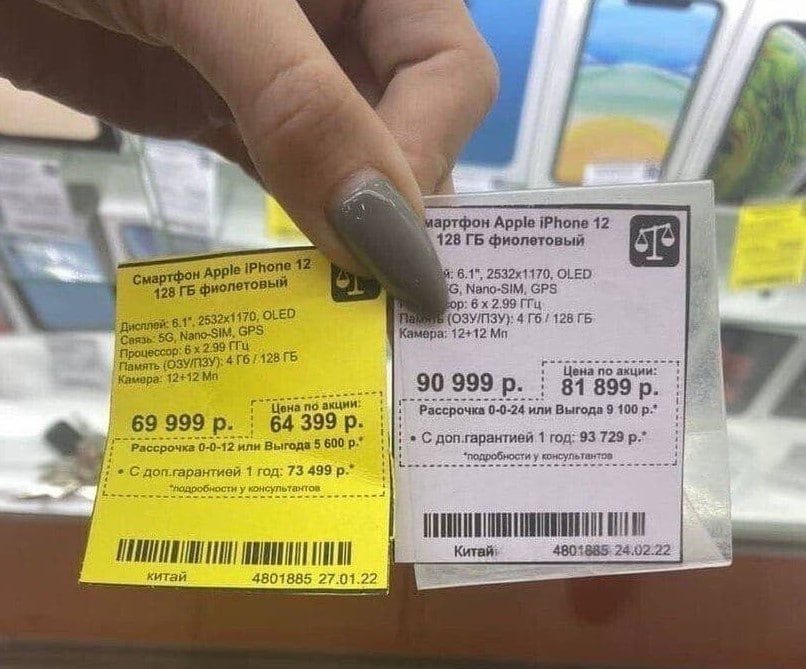 Смартфон Apple iPhone 12
128 ГБ фиолетовый
Дисплей: 6.1", 2532x1170, OLED
Связь: 5G, Nano-SIM, GPS
Процессор: 6 x 2.99 ГГц
Память (ОЗУ/ПЗУ): 4 Гб / 128 ГБ
Камера: 12+12 Мп
69 999 р.
Цена по акции:
64 399 р.
Рассрочка 0-0-12 или Выгода 5 600 р.*
• С доп.гарантией 1 год: 73 499 р.*
*подробности у консультантов
китай
4801885 27.01.22
мартфон Apple iPhone 12
128 ГБ фиолетовый
й: 6.1", 2532x1170, OLED
G, Nano-SIM, GPS
ор: 6 x 2.99 ГГц
Память (ОЗУ/ПЗУ): 4 Гб / 128 ГБ
Камера: 12+12 Мп
90 999 р.
Цена по акции:
81 899 р.
Рассрочка 0-0-24 или Выгода 9 100 р.*
• С доп.гарантией 1 год: 93 729 р.*
*подробности у консультантов
Китай
4801885 24.02.22